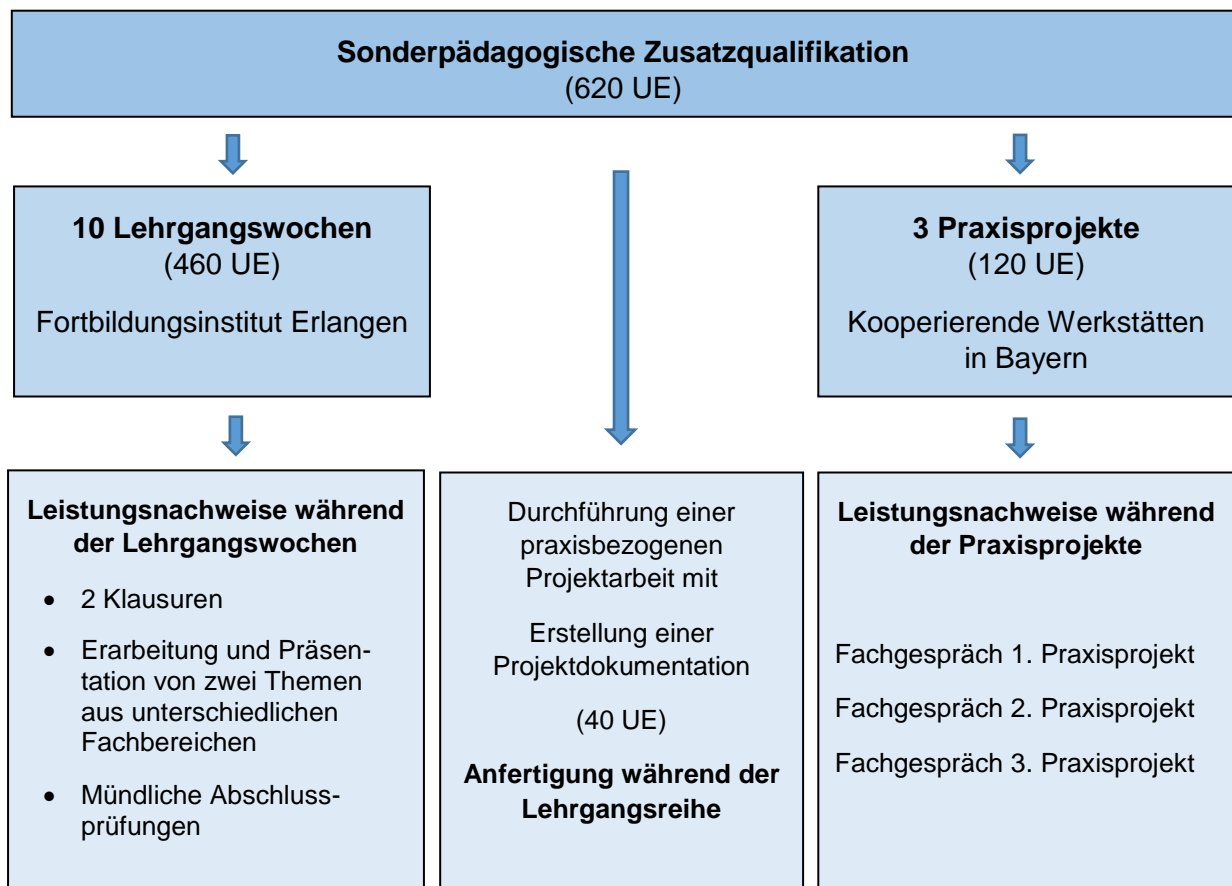 Sonderpädagogische Zusatzqualifikation
(620 UE)
10 Lehrgangswochen
(460 UE)
Fortbildungsinstitut Erlangen
3 Praxisprojekte
(120 UE)
Kooperierende Werkstätten
in Bayern
Leistungsnachweise während
der Lehrgangswochen
• 2 Klausuren
• Erarbeitung und Präsen-
tation von zwei Themen
aus unterschiedlichen
Fachbereichen
• Mündliche Abschluss-
prüfungen
Durchführung einer
praxisbezogenen
Projektarbeit mit
Erstellung einer
Projektdokumentation
(40 UE)
Anfertigung während der
Lehrgangsreihe
Leistungsnachweise während
der Praxisprojekte
Fachgespräch 1. Praxisprojekt
Fachgespräch 2. Praxisprojekt
Fachgespräch 3. Praxisprojekt